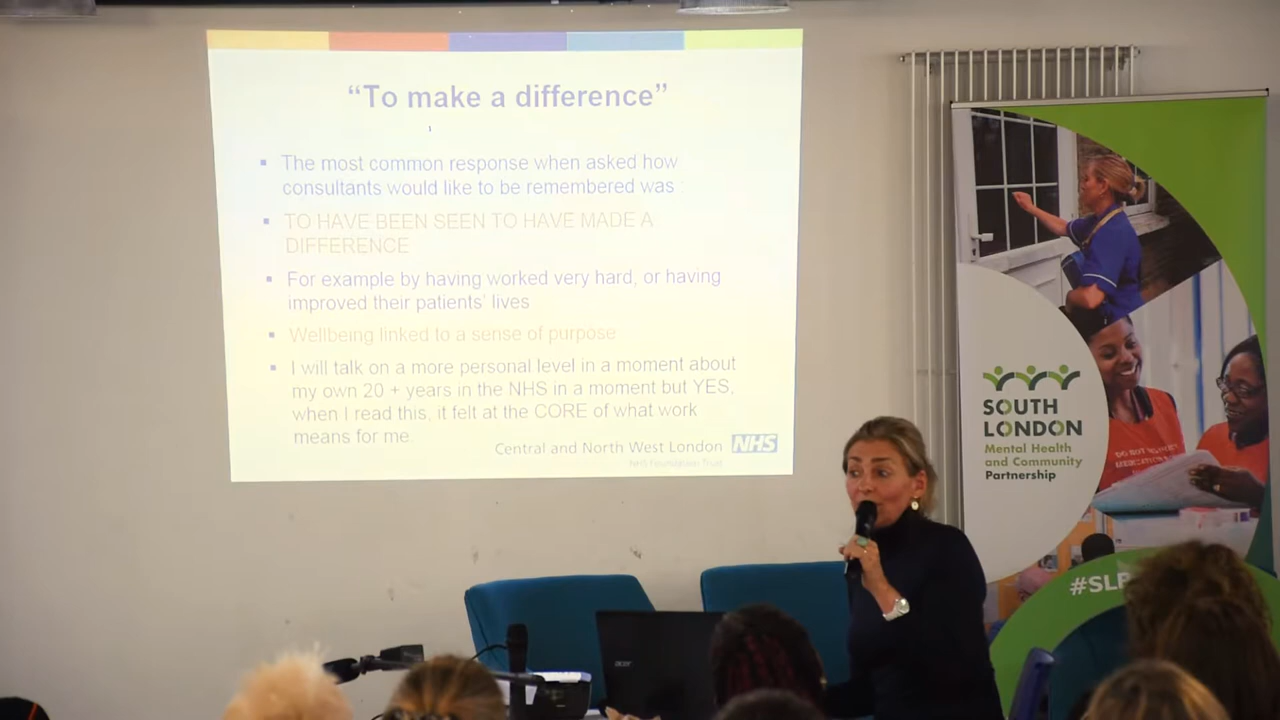 “To make a difference”
▪ The most common response when asked how
consultants would like to be remembered was
▪ TO HAVE BEEN SEEN TO HAVE MADE A
DIFFERENCE
▪ For example by having worked very hard, or having
improved their patients’ lives
▪ Wellbeing linked to a sense of purpose
▪ I will talk on a more personal level in a moment about
my own 20 + years in the NHS in a moment but YES,
when I read this, it felt at the CORE of what work
means for me.
Central and North West London NHS
NHS Foundation Trust
SOUTH
LONDON
Mental Health
and Community
Partnership
acer